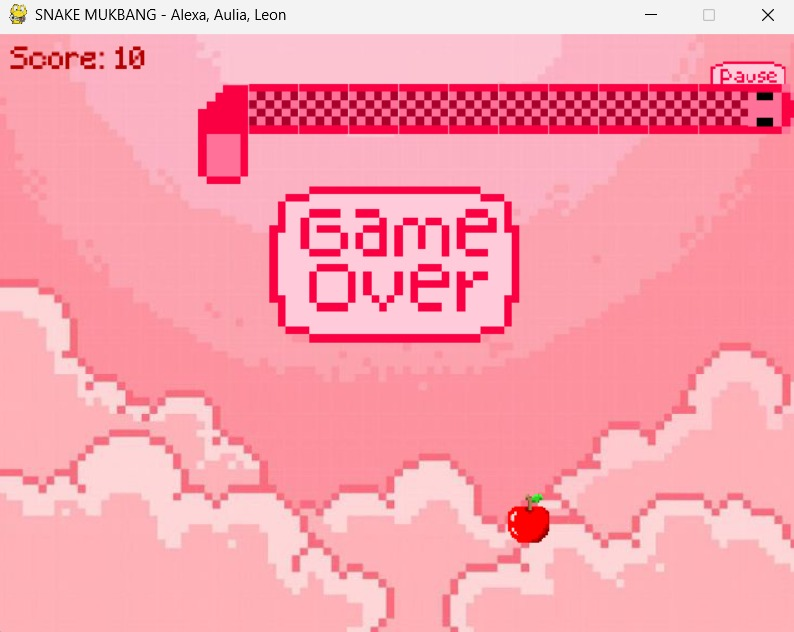 SNAKE MUKBANG - Alexa, Aulia, Leon
Score: 10
Pause
Game
Over